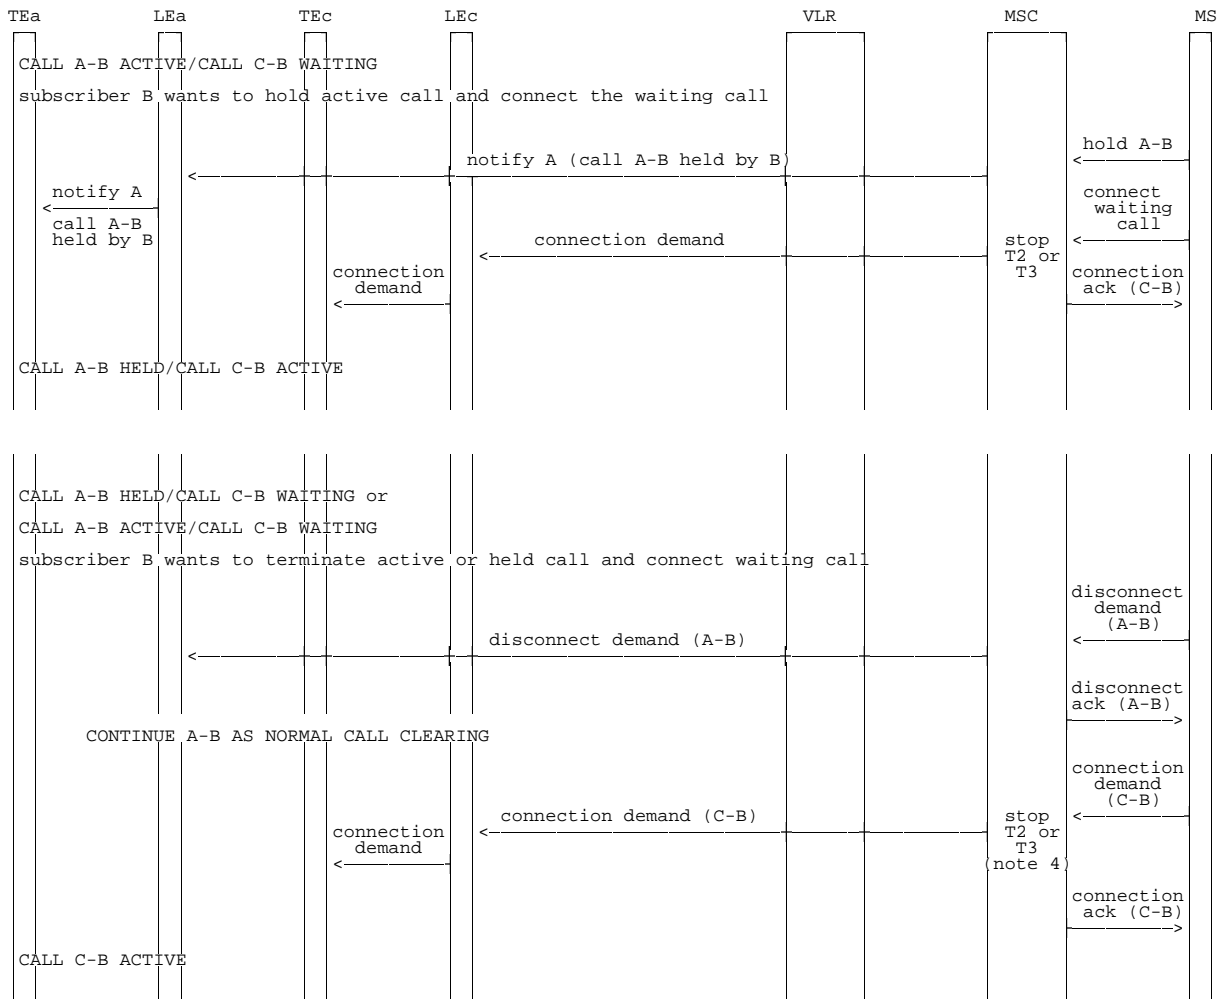 TEa LEa TEc LEc VLR MSC MS
CALL A-B ACTIVE/CALL C-B WAITING
subscriber B wants to hold active call and connect the waiting call
hold A-B
notify A (call A-B held by B)
notify A
call A-B
held by B
connect
waiting
call
connection demand
stop
T2 or
T3
connection
demand
connection
ack (C-B)
CALL A-B HELD/CALL C-B ACTIVE
CALL A-B HELD/CALL C-B WAITING or
CALL A-B ACTIVE/CALL C-B WAITING
subscriber B wants to terminate active or held call and connect waiting call
disconnect
demand
(A-B)
disconnect demand (A-B)
disconnect
ack (A-B)
CONTINUE A-B AS NORMAL CALL CLEARING
connection
demand
(C-B)
connection demand (C-B)
stop
T2 or
T3
(note 4)
connection
demand
connection
ack (C-B)
CALL C-B ACTIVE